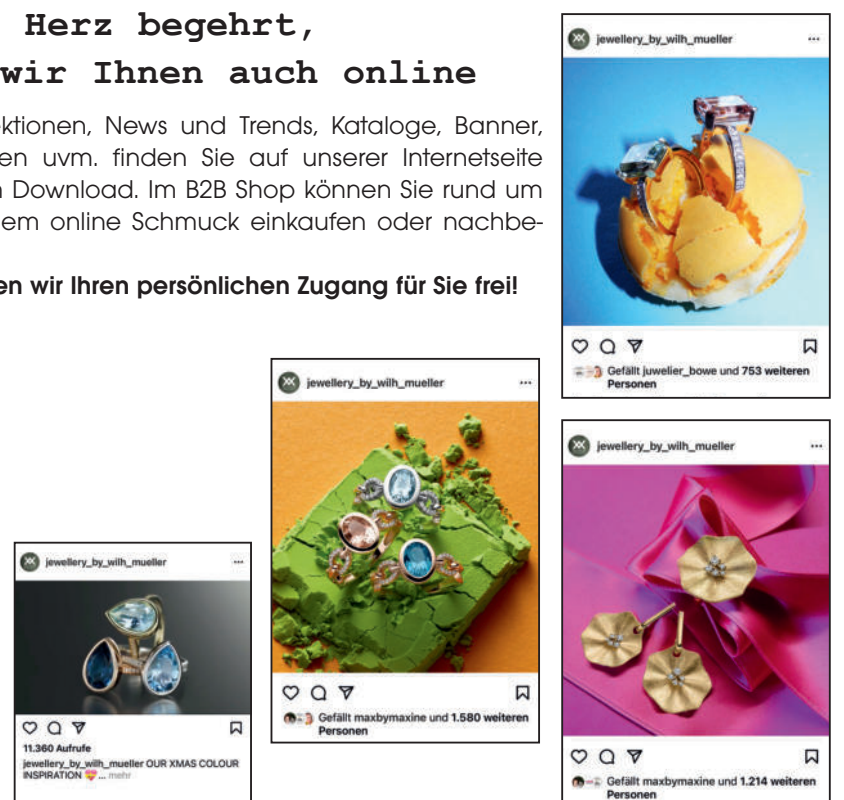 Herz begehrt,
wir Ihnen auch online
ktionen, News und Trends, Kataloge, Banner,
en uvm. finden Sie auf unserer Internetseite
n Download. Im B2B Shop können Sie rund um
em online Schmuck einkaufen oder nachbe-
en wir Ihren persönlichen Zugang für Sie frei!
jewellery_by_wilh_mueller
Gefällt juwelier_bowe und 753 weiteren
Personen
jewellery_by_wilh_mueller
Gefällt maxbymaxine und 1.580 weiteren
Personen
jewellery_by_wilh_mueller
Gefällt maxbymaxine und 1.214 weiteren
Personen
jewellery_by_wilh_mueller
11.360 Aufrufe
jewellery_by_wilh_mueller OUR XMAS COLOUR
INSPIRATION 💝 ... mehr